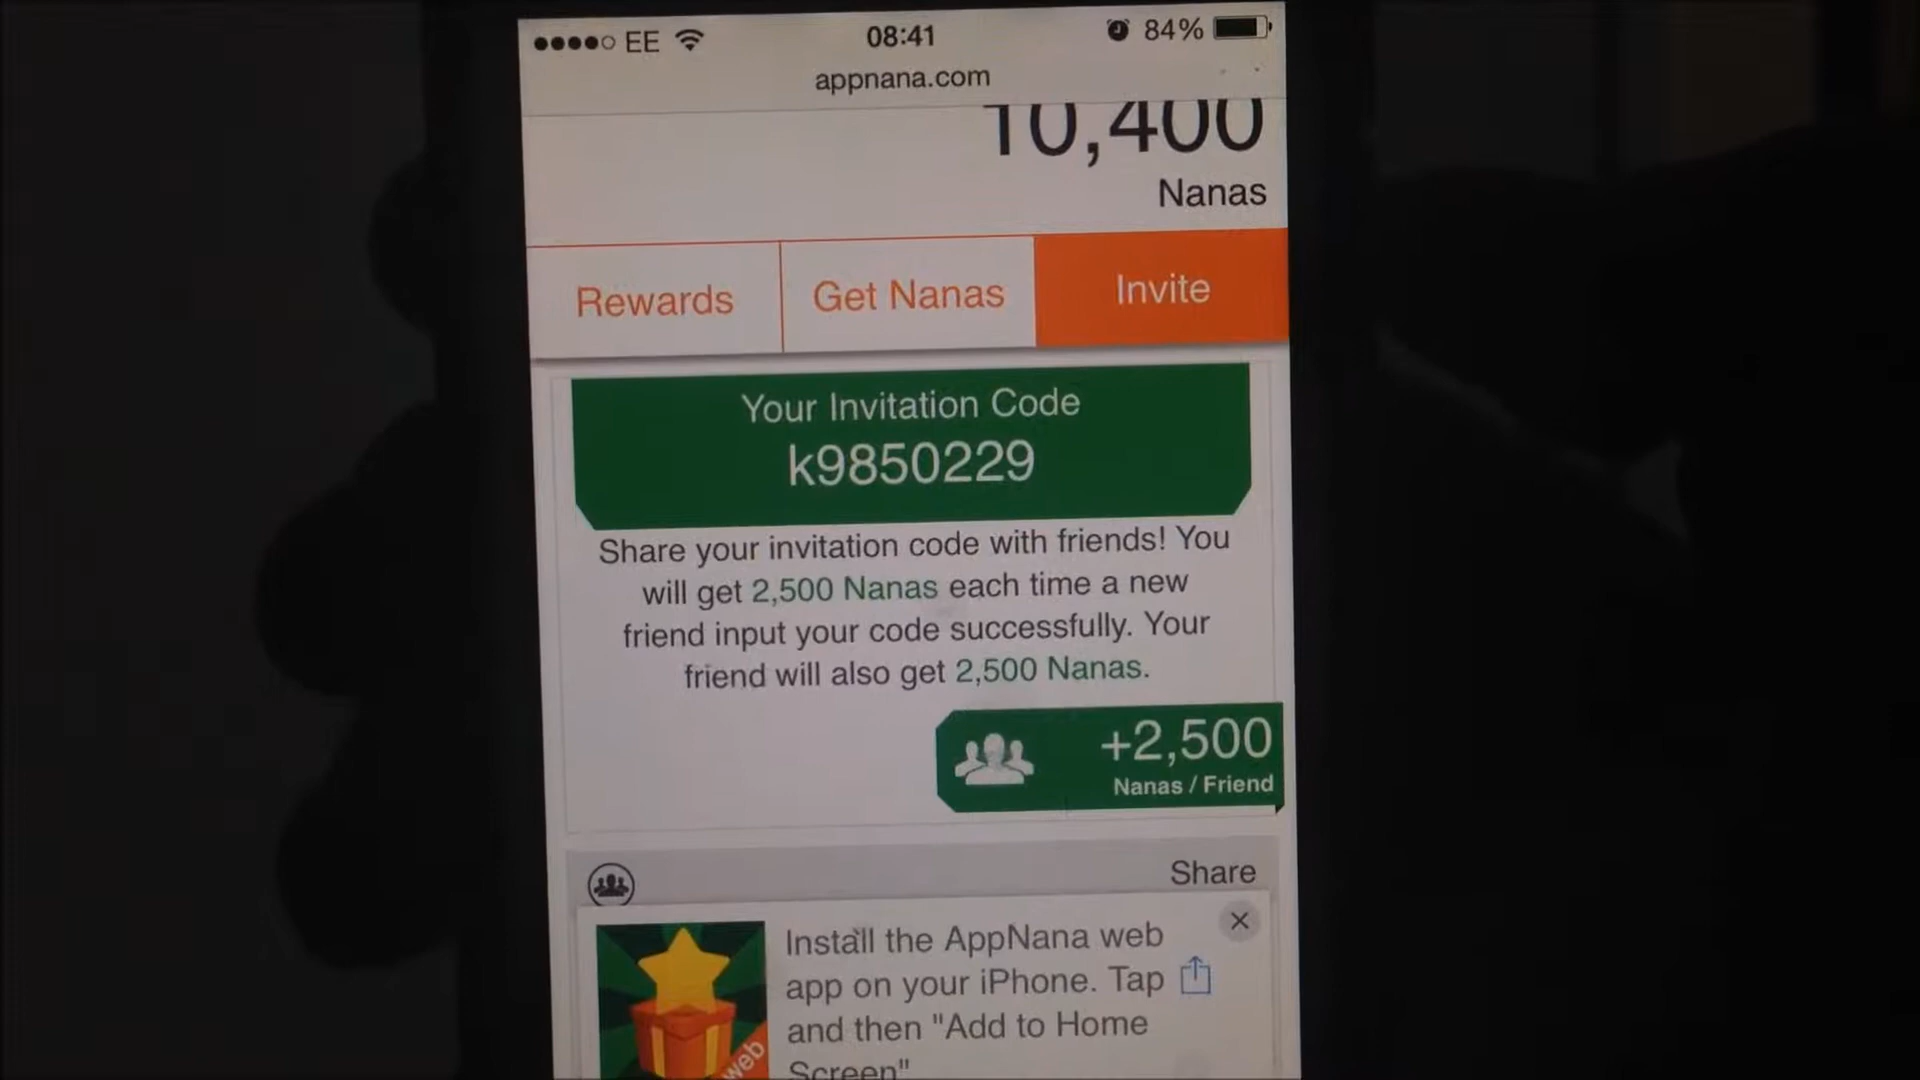 EE 08:41 84%
appnana.com
10,400
Nanas
Rewards Get Nanas Invite
Your Invitation Code
k9850229
Share your invitation code with friends! You
will get 2,500 Nanas each time a new
friend input your code successfully. Your
friend will also get 2,500 Nanas.
+2,500
Nanas / Friend
Share
Install the AppNana web
app on your iPhone. Tap
and then "Add to Home
Screen"
web